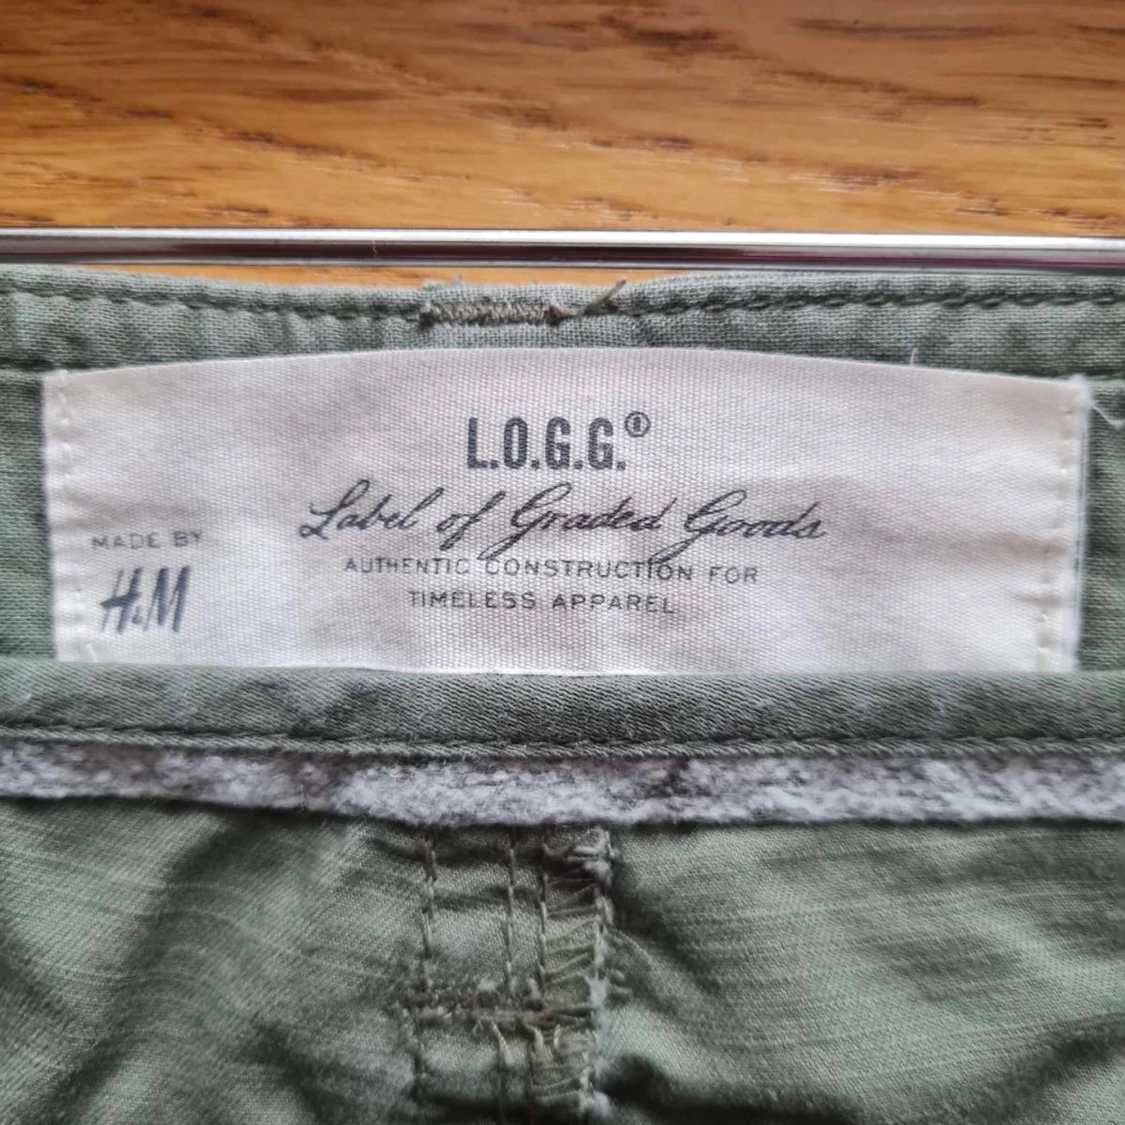 L.O.G.G.®
Label of Graded Goods
AUTHENTIC CONSTRUCTION FOR
TIMELESS APPAREL
MADE BY
H&M